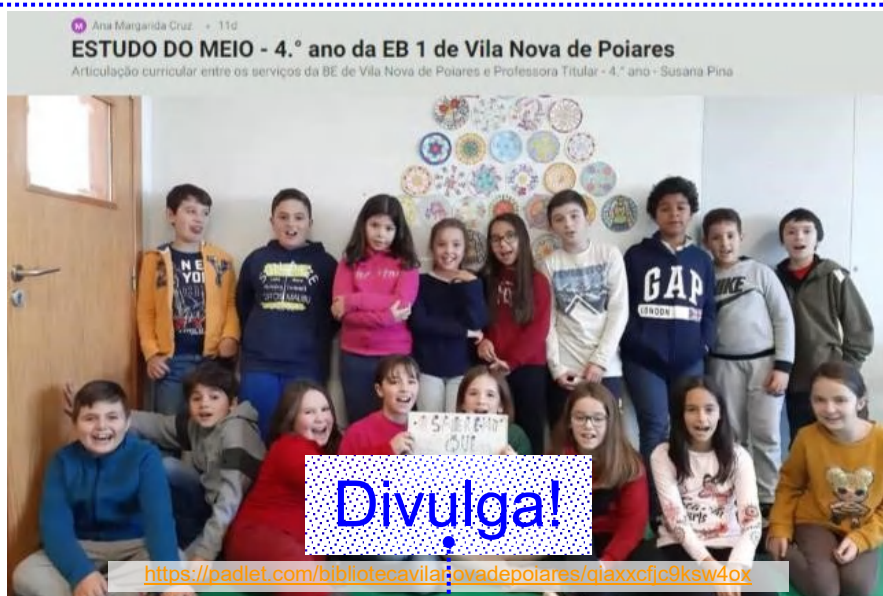 M Ana Margarida Cruz • 11d
ESTUDO DO MEIO - 4.° ano da EB 1 de Vila Nova de Poiares
Articulação curricular entre os serviços da BE de Vila Nova de Poiares e Professora Titular - 4.° ano - Susana Pina
GAP
LONDON
NIKE
QUE
Divulga!
https://padlet.com/bibliotecavilanovadepoiares/qiaxxcfjc9ksw4ox